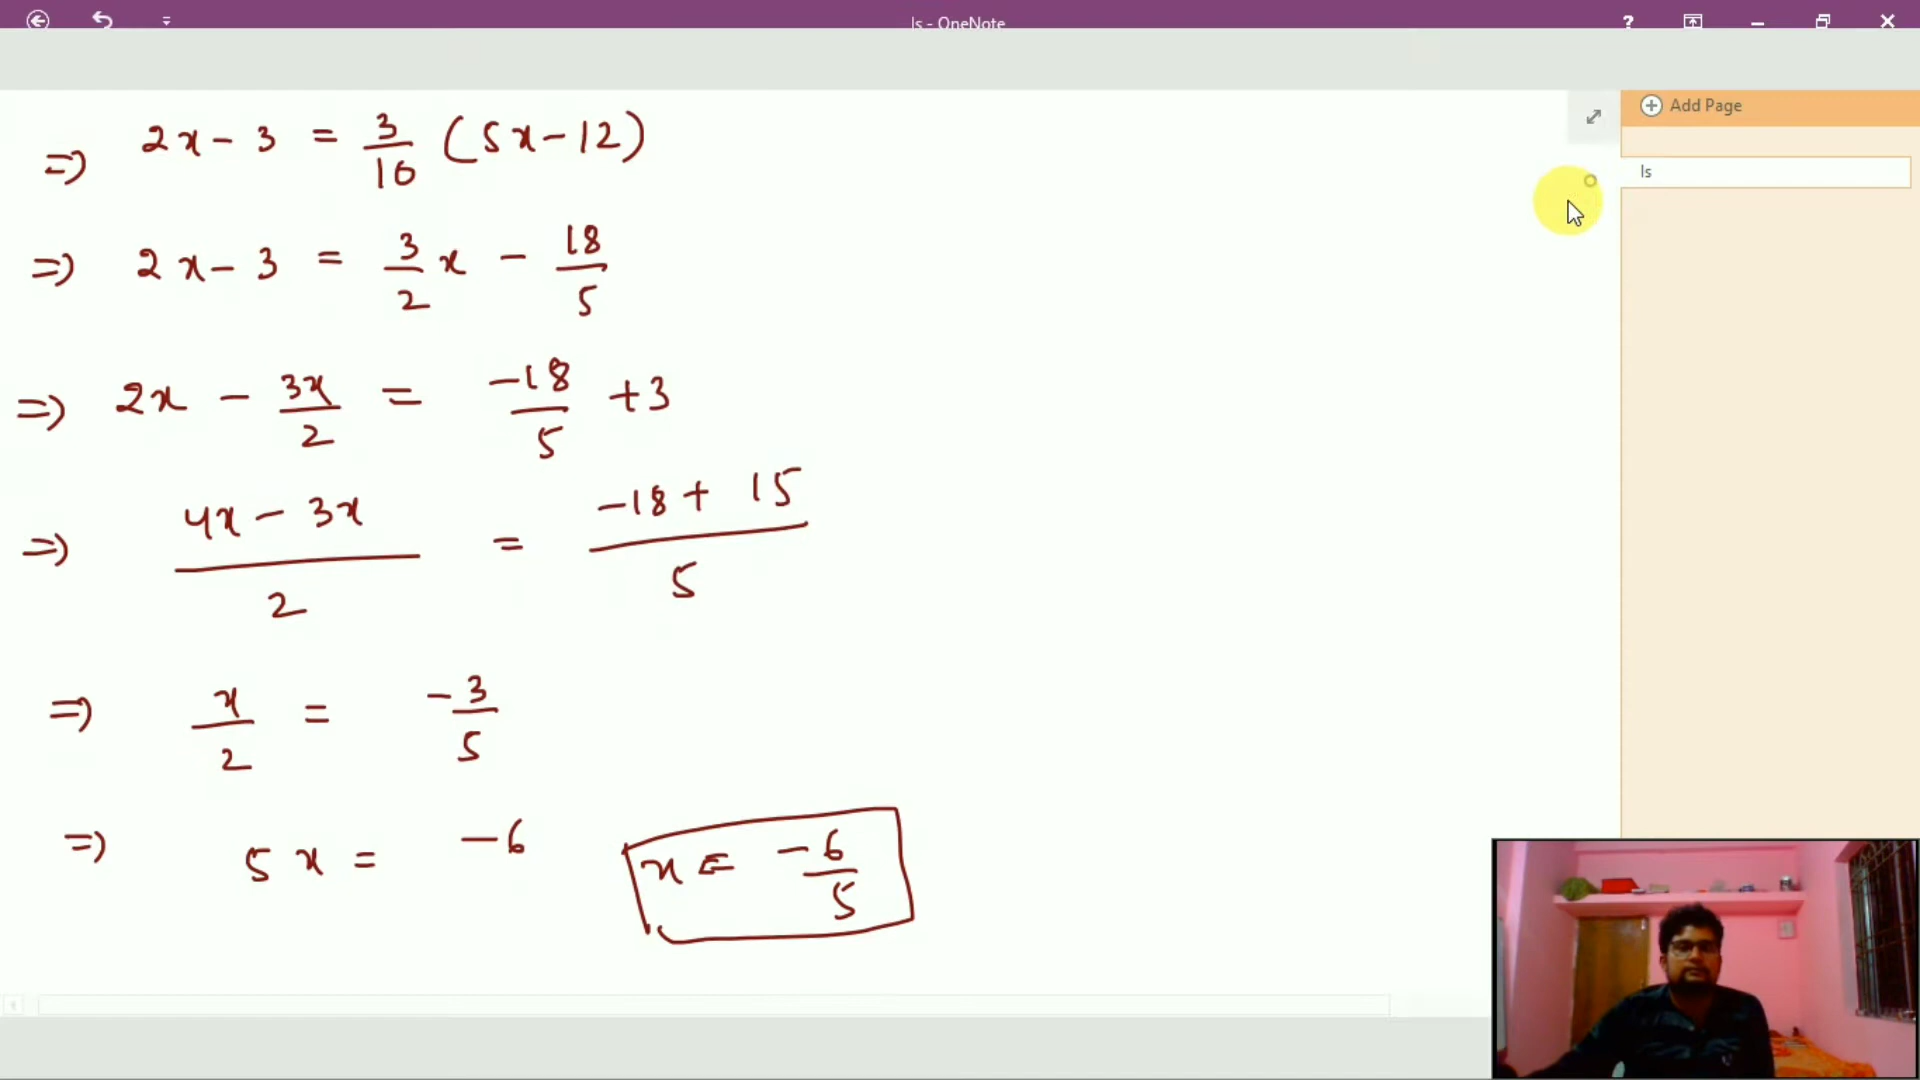 ls - OneNote
?
Add Page
ls
=> 2x - 3 = 3/10 (5x - 12)
=> 2x - 3 = 3/2 x - 18/5
=> 2x - 3x/2 = -18/5 + 3
=> 4x - 3x / 2 = -18 + 15 / 5
=> x/2 = -3/5
=> 5x = -6
x = -6/5